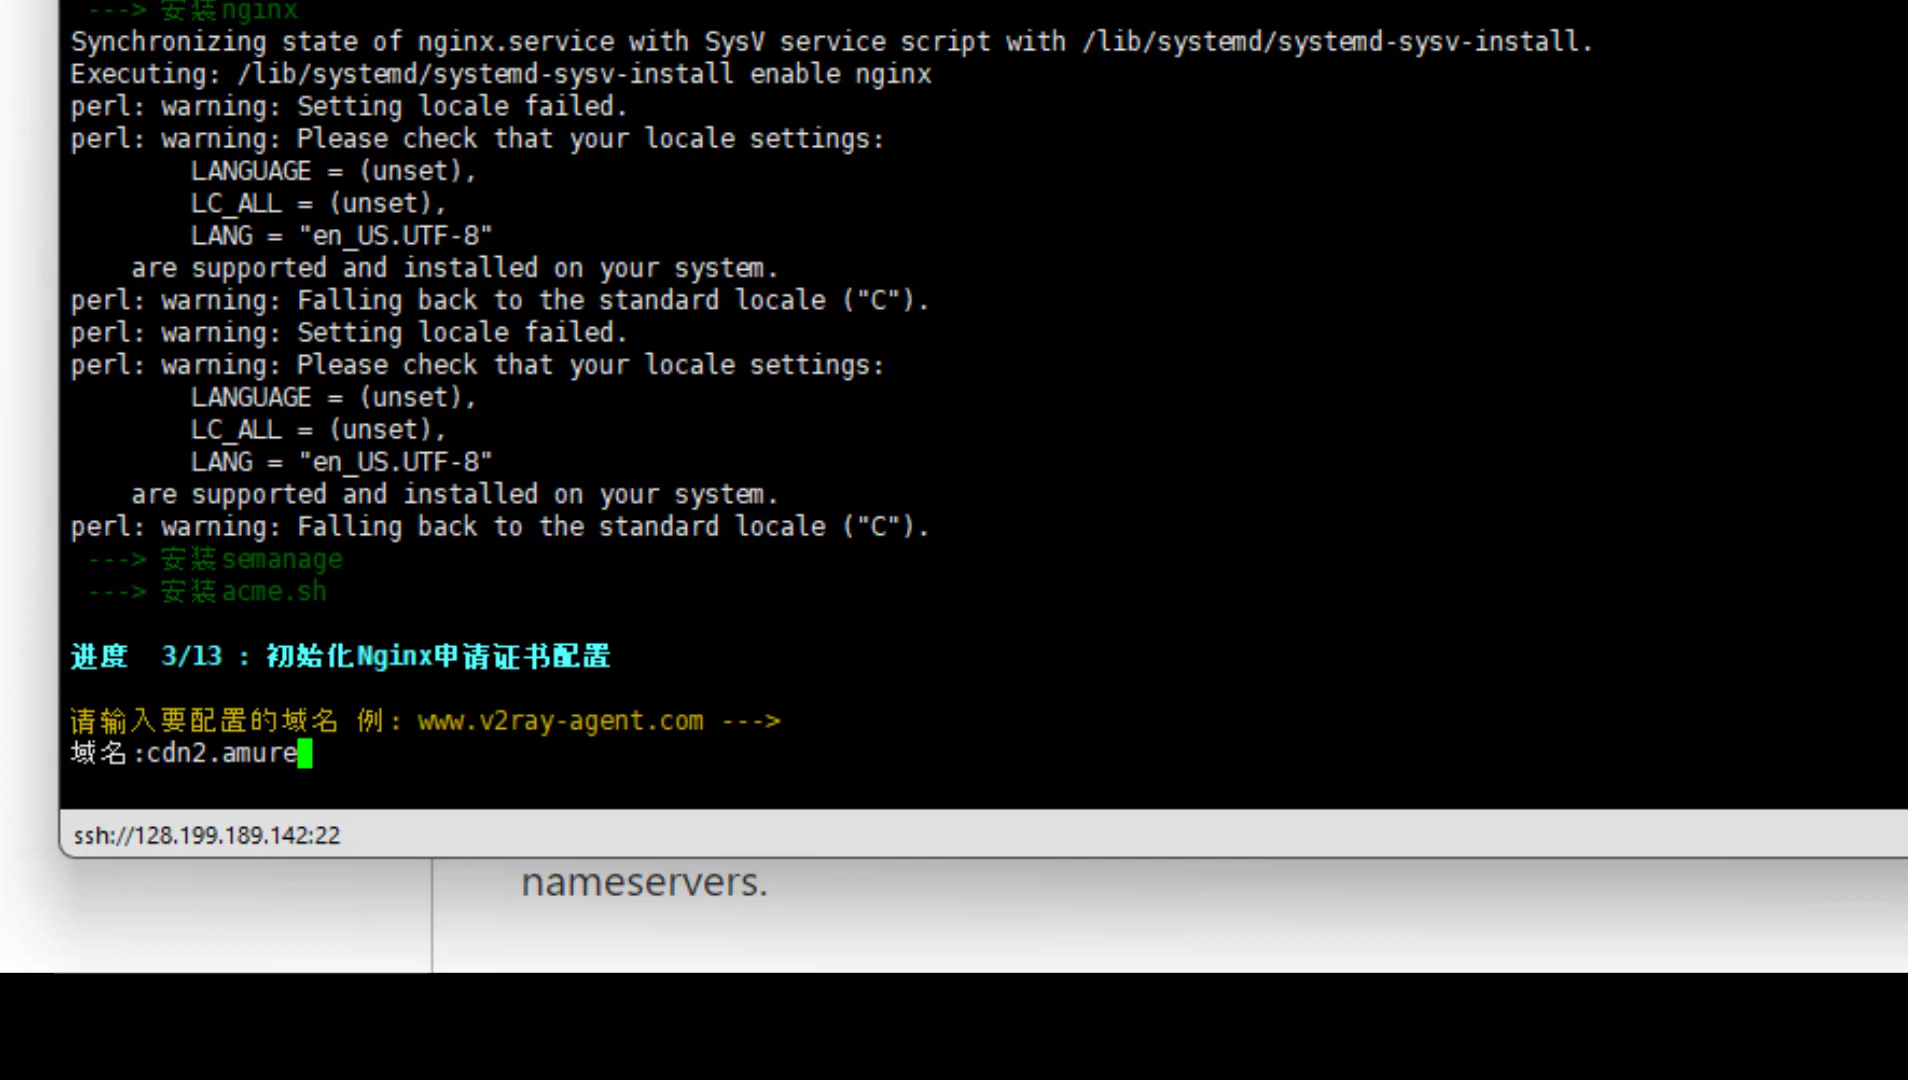 ---> 安装nginx
Synchronizing state of nginx.service with SysV service script with /lib/systemd/systemd-sysv-install.
Executing: /lib/systemd/systemd-sysv-install enable nginx
perl: warning: Setting locale failed.
perl: warning: Please check that your locale settings:
LANGUAGE = (unset),
LC_ALL = (unset),
LANG = "en_US.UTF-8"
are supported and installed on your system.
perl: warning: Falling back to the standard locale ("C").
perl: warning: Setting locale failed.
perl: warning: Please check that your locale settings:
LANGUAGE = (unset),
LC_ALL = (unset),
LANG = "en_US.UTF-8"
are supported and installed on your system.
perl: warning: Falling back to the standard locale ("C").
---> 安装semanage
---> 安装acme.sh
进度 3/13 : 初始化Nginx申请证书配置
请输入要配置的域名 例: www.v2ray-agent.com --->
域名:cdn2.amure
ssh://128.199.189.142:22
nameservers.